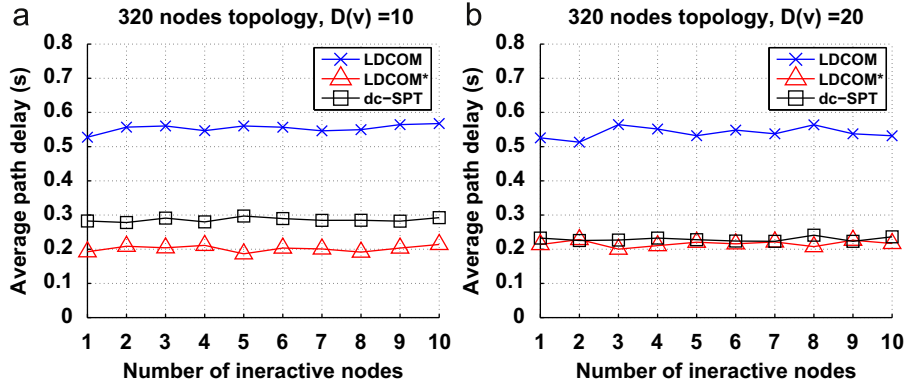 a
320 nodes topology, D(v) =10
Average path delay (s)
0.8
0.7
0.6
0.5
0.4
0.3
0.2
0.1
0
LDCOM
LDCOM*
dc-SPT
1 2 3 4 5 6 7 8 9 10
Number of ineractive nodes
b
320 nodes topology, D(v) =20
Average path delay (s)
0.8
0.7
0.6
0.5
0.4
0.3
0.2
0.1
0
LDCOM
LDCOM*
dc-SPT
1 2 3 4 5 6 7 8 9 10
Number of ineractive nodes